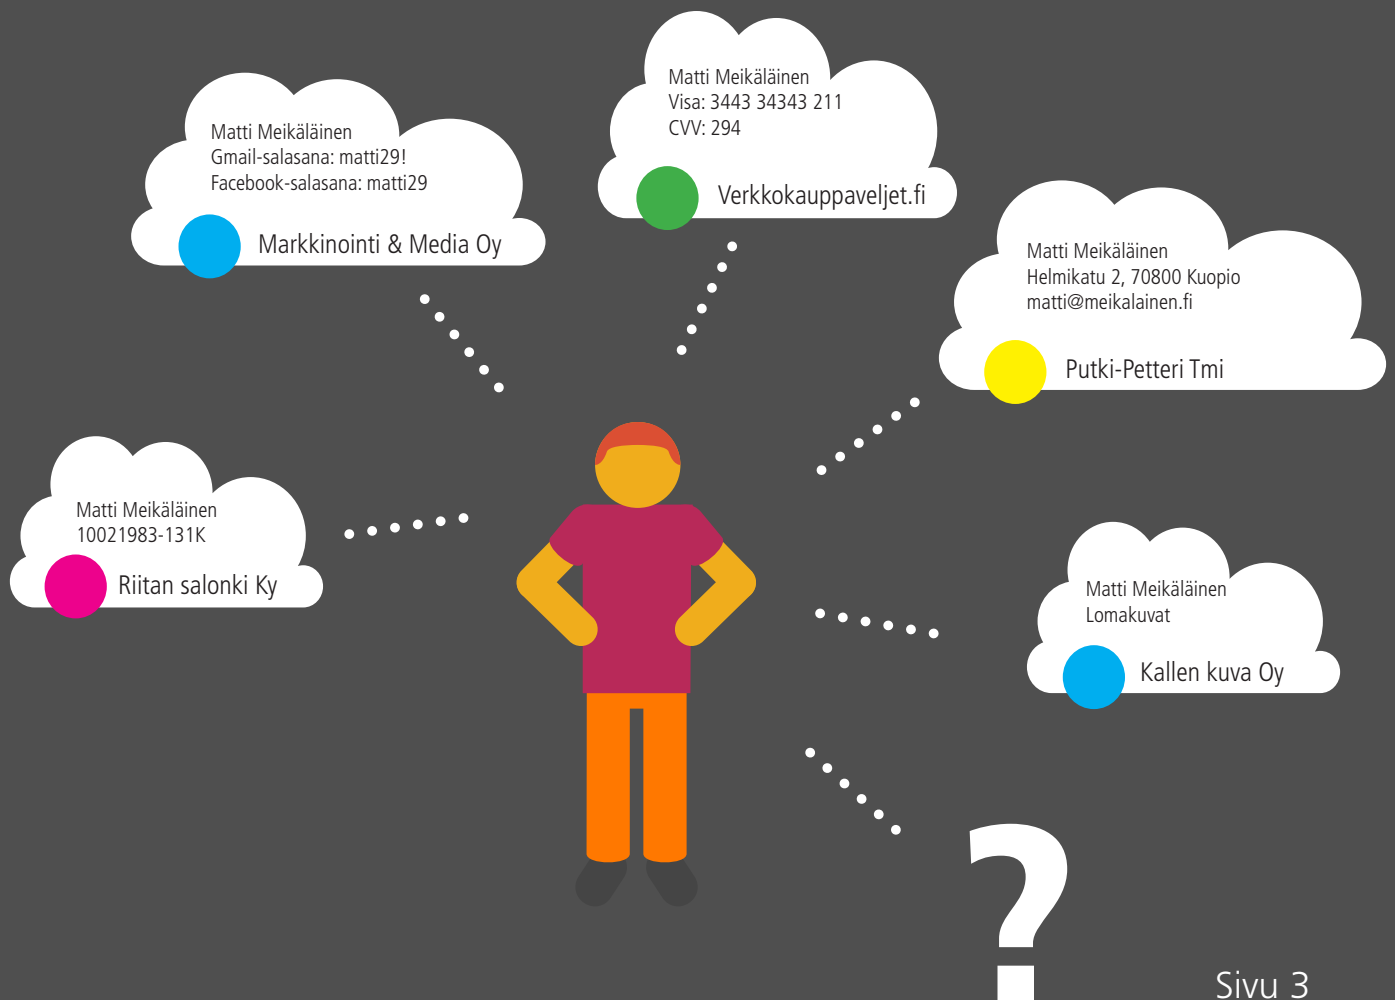 Matti Meikäläinen
Visa: 3443 34343 211
CVV: 294
Verkkokauppaveljet.fi
Matti Meikäläinen
Gmail-salasana: matti29!
Facebook-salasana: matti29
Markkinointi & Media Oy
Matti Meikäläinen
Helmikatu 2, 70800 Kuopio
matti@meikalainen.fi
Putki-Petteri Tmi
Matti Meikäläinen
10021983-131K
Riitan salonki Ky
Matti Meikäläinen
Lomakuvat
Kallen kuva Oy
?
Sivu 3